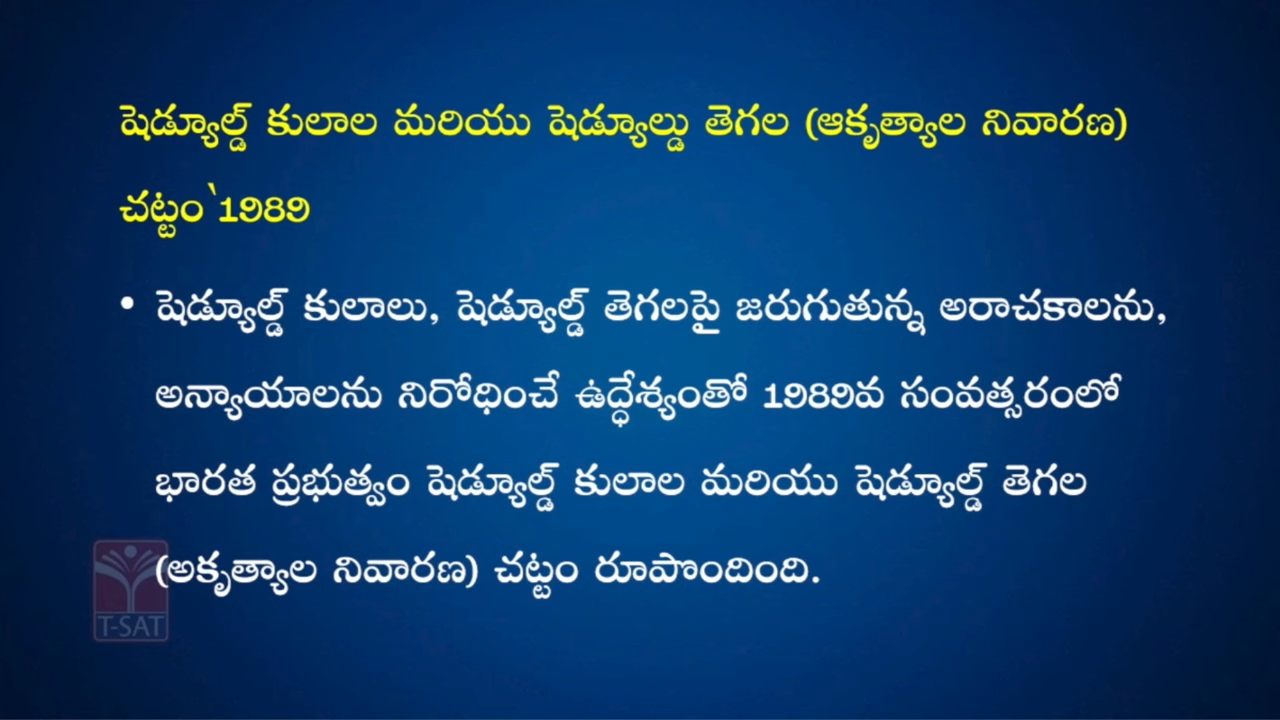 షెడ్యూల్డ్ కులాల మరియు షెడ్యూల్డు తెగల (ఆకృత్యాల నివారణ)
చట్టం`1989
• షెడ్యూల్డ్ కులాలు, షెడ్యూల్డ్ తెగలపై జరుగుతున్న అరాచకాలను,
అన్యాయాలను నిరోధించే ఉద్ధేశ్యంతో 1989వ సంవత్సరంలో
భారత ప్రభుత్వం షెడ్యూల్డ్ కులాల మరియు షెడ్యూల్డ్ తెగల
(అకృత్యాల నివారణ) చట్టం రూపొందింది.
T-SAT